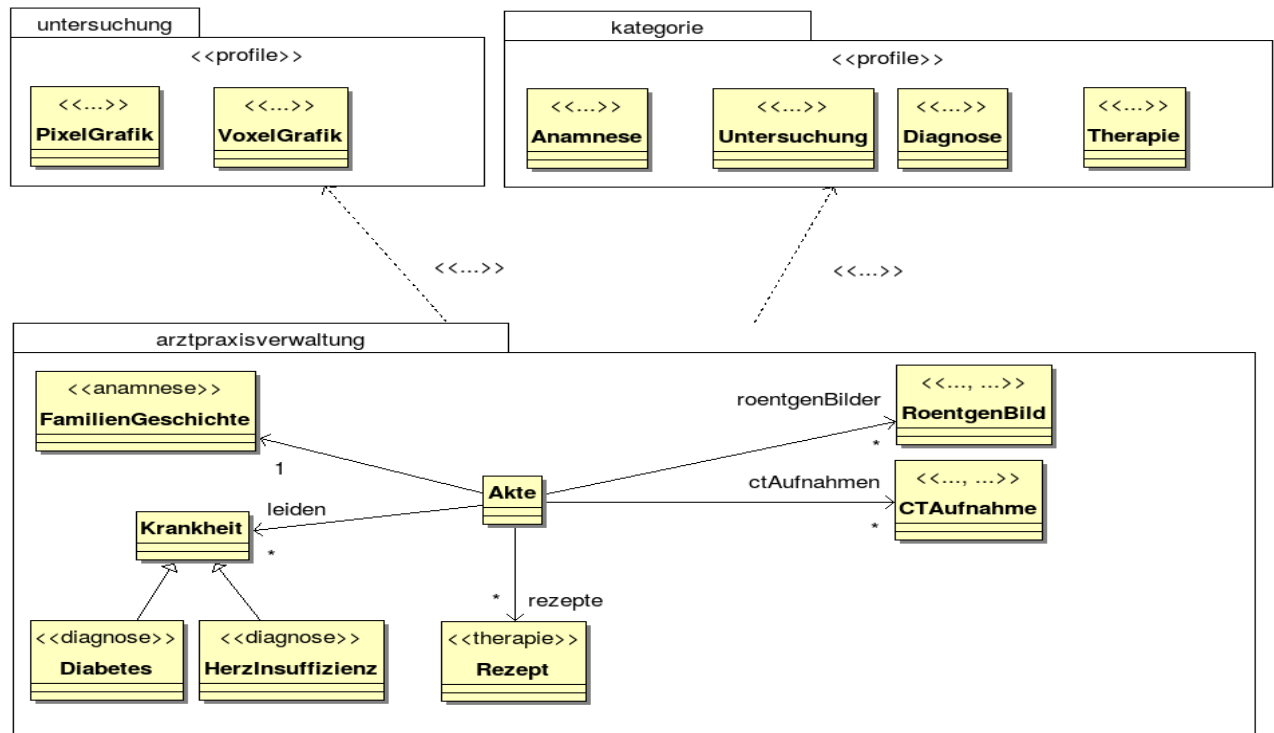 untersuchung
<<profile>>
<<...>>
PixelGrafik
<<...>>
VoxelGrafik
kategorie
<<profile>>
<<...>>
Anamnese
<<...>>
Untersuchung
<<...>>
Diagnose
<<...>>
Therapie
<<...>>
<<...>>
arztpraxisverwaltung
<<anamnese>>
FamilienGeschichte
1
roentgenBilder
*
<<..., ...>>
RoentgenBild
Akte
ctAufnahmen
*
<<..., ...>>
CTAufnahme
leiden
*
Krankheit
* rezepte
<<diagnose>>
Diabetes
<<diagnose>>
HerzInsuffizienz
<<therapie>>
Rezept